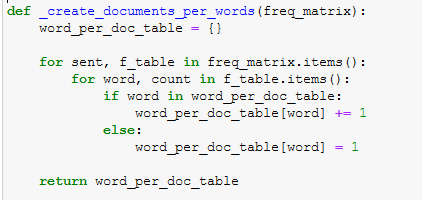 def _create_documents_per_words(freq_matrix):
    word_per_doc_table = {}

    for sent, f_table in freq_matrix.items():
        for word, count in f_table.items():
            if word in word_per_doc_table:
                word_per_doc_table[word] += 1
            else:
                word_per_doc_table[word] = 1

    return word_per_doc_table